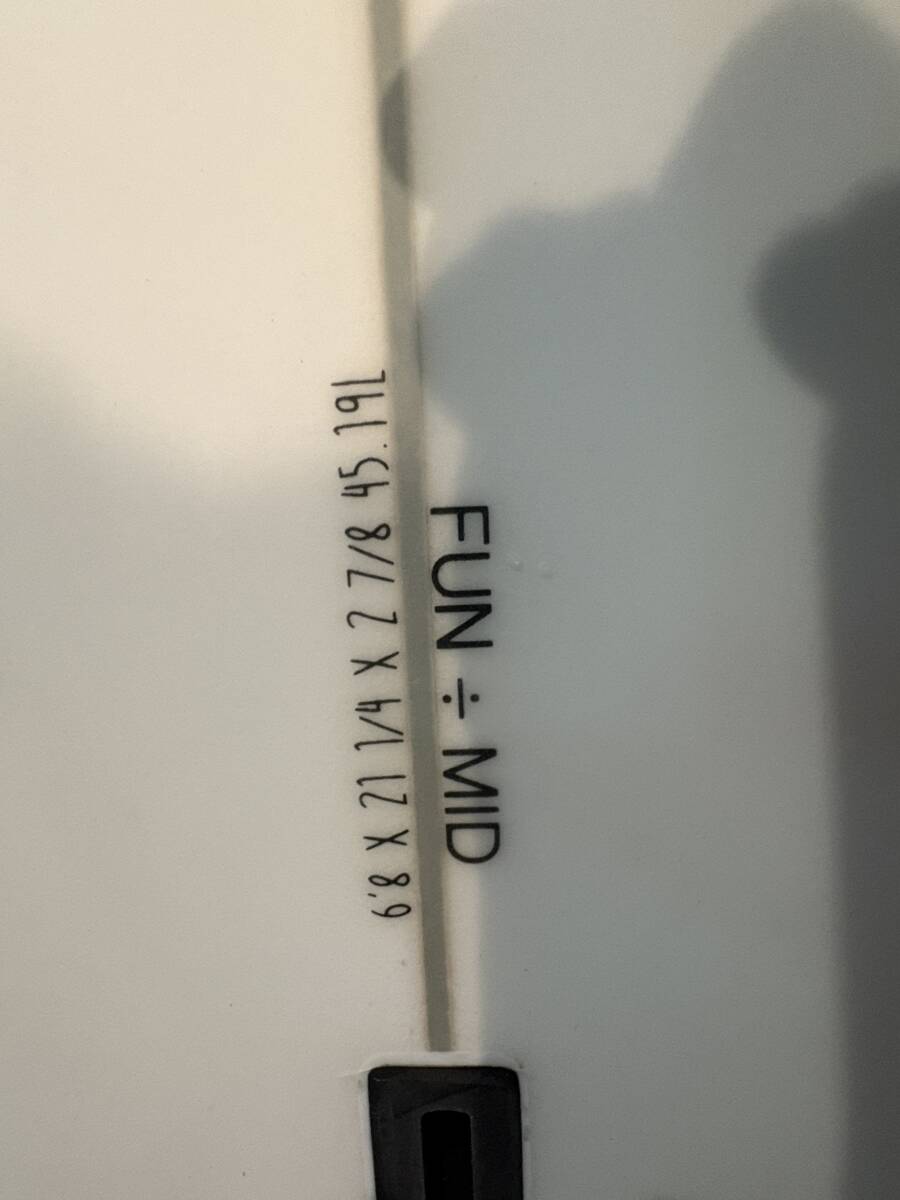 6'8 X 21 1/4 X 2 7/8 45.19L
FUN ÷ MID